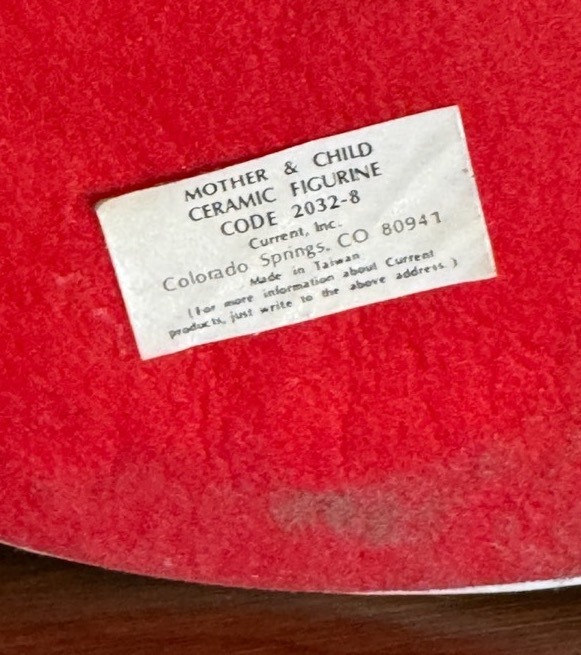 MOTHER & CHILD
CERAMIC FIGURINE
CODE 2032-8
Current, Inc.
Colorado Springs, CO 80941
Made in Taiwan
(For more information about Current
products, just write to the above address.)